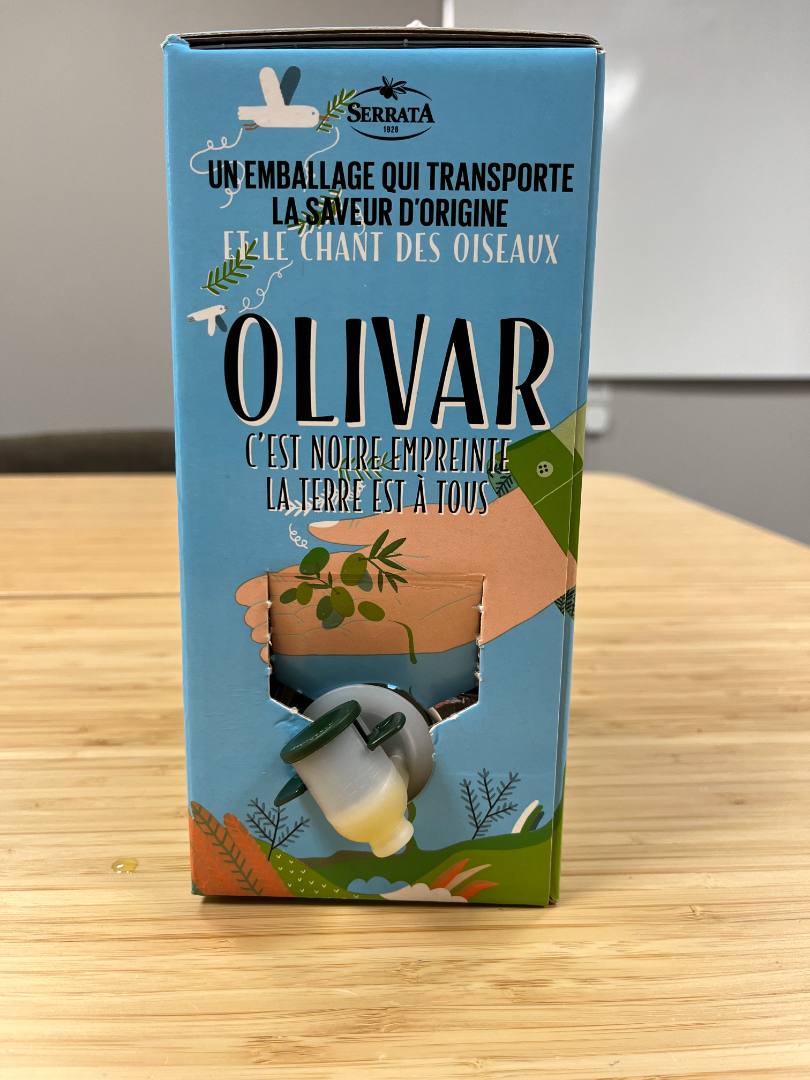 SERRATA
1928
UN EMBALLAGE QUI TRANSPORTE
LA SAVEUR D'ORIGINE
ET LE CHANT DES OISEAUX
OLIVAR
C'EST NOTRE EMPREINTE
LA TERRE EST À TOUS